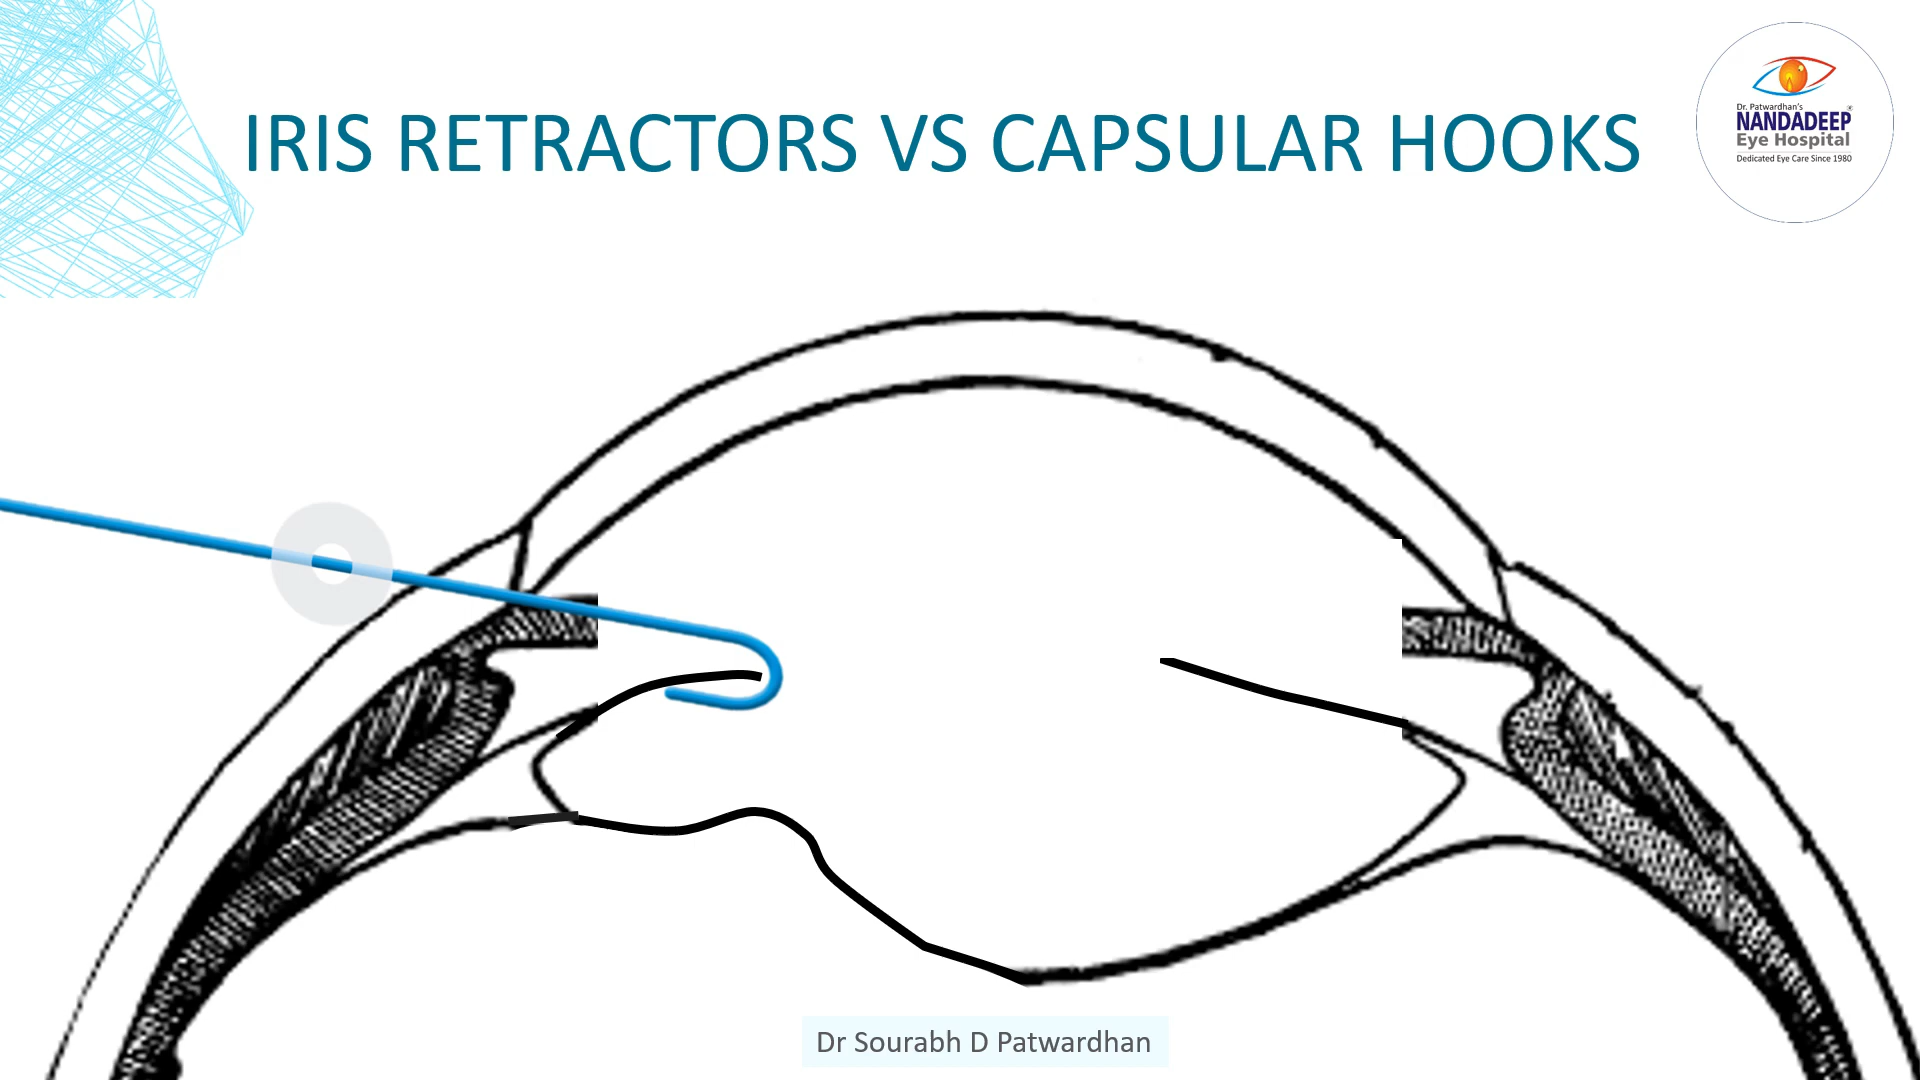 IRIS RETRACTORS VS CAPSULAR HOOKS
Dr. Patwardhan's
NANDADEEP®
Eye Hospital
Dedicated Eye Care Since 1980
Dr Sourabh D Patwardhan